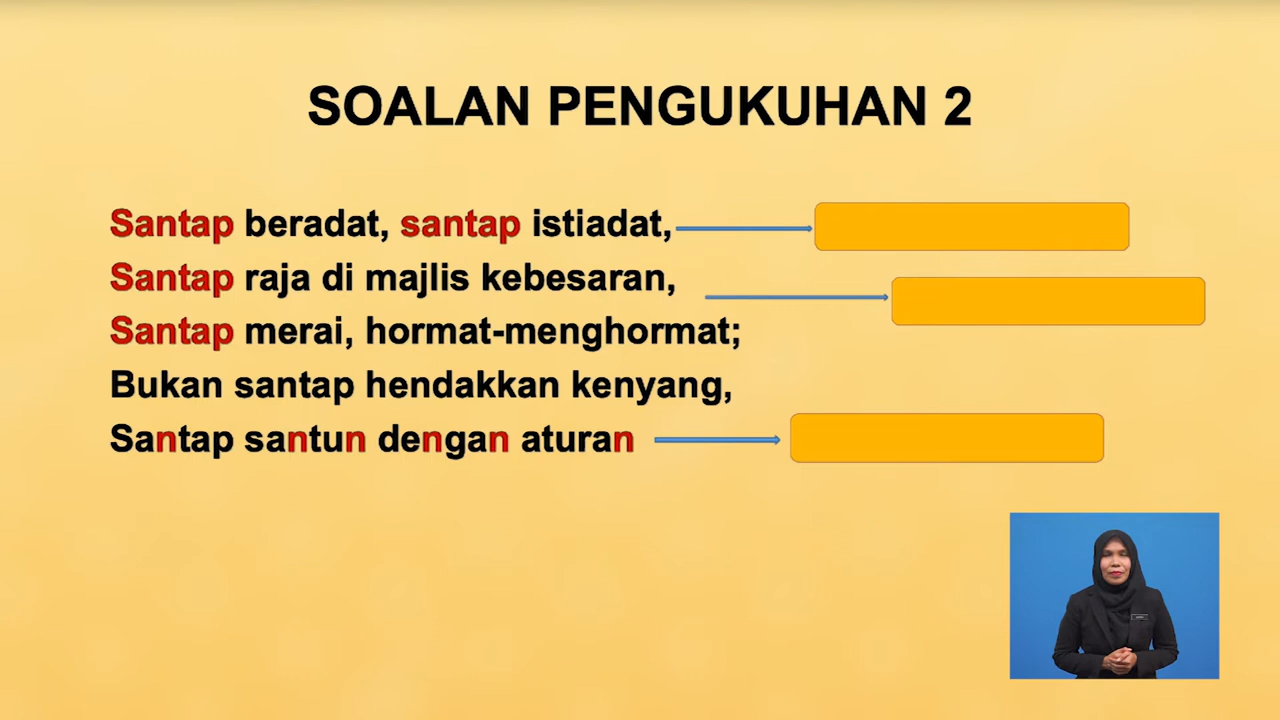 SOALAN PENGUKUHAN 2
Santap beradat, santap istiadat,
Santap raja di majlis kebesaran,
Santap merai, hormat-menghormat;
Bukan santap hendakkan kenyang,
Santap santun dengan aturan